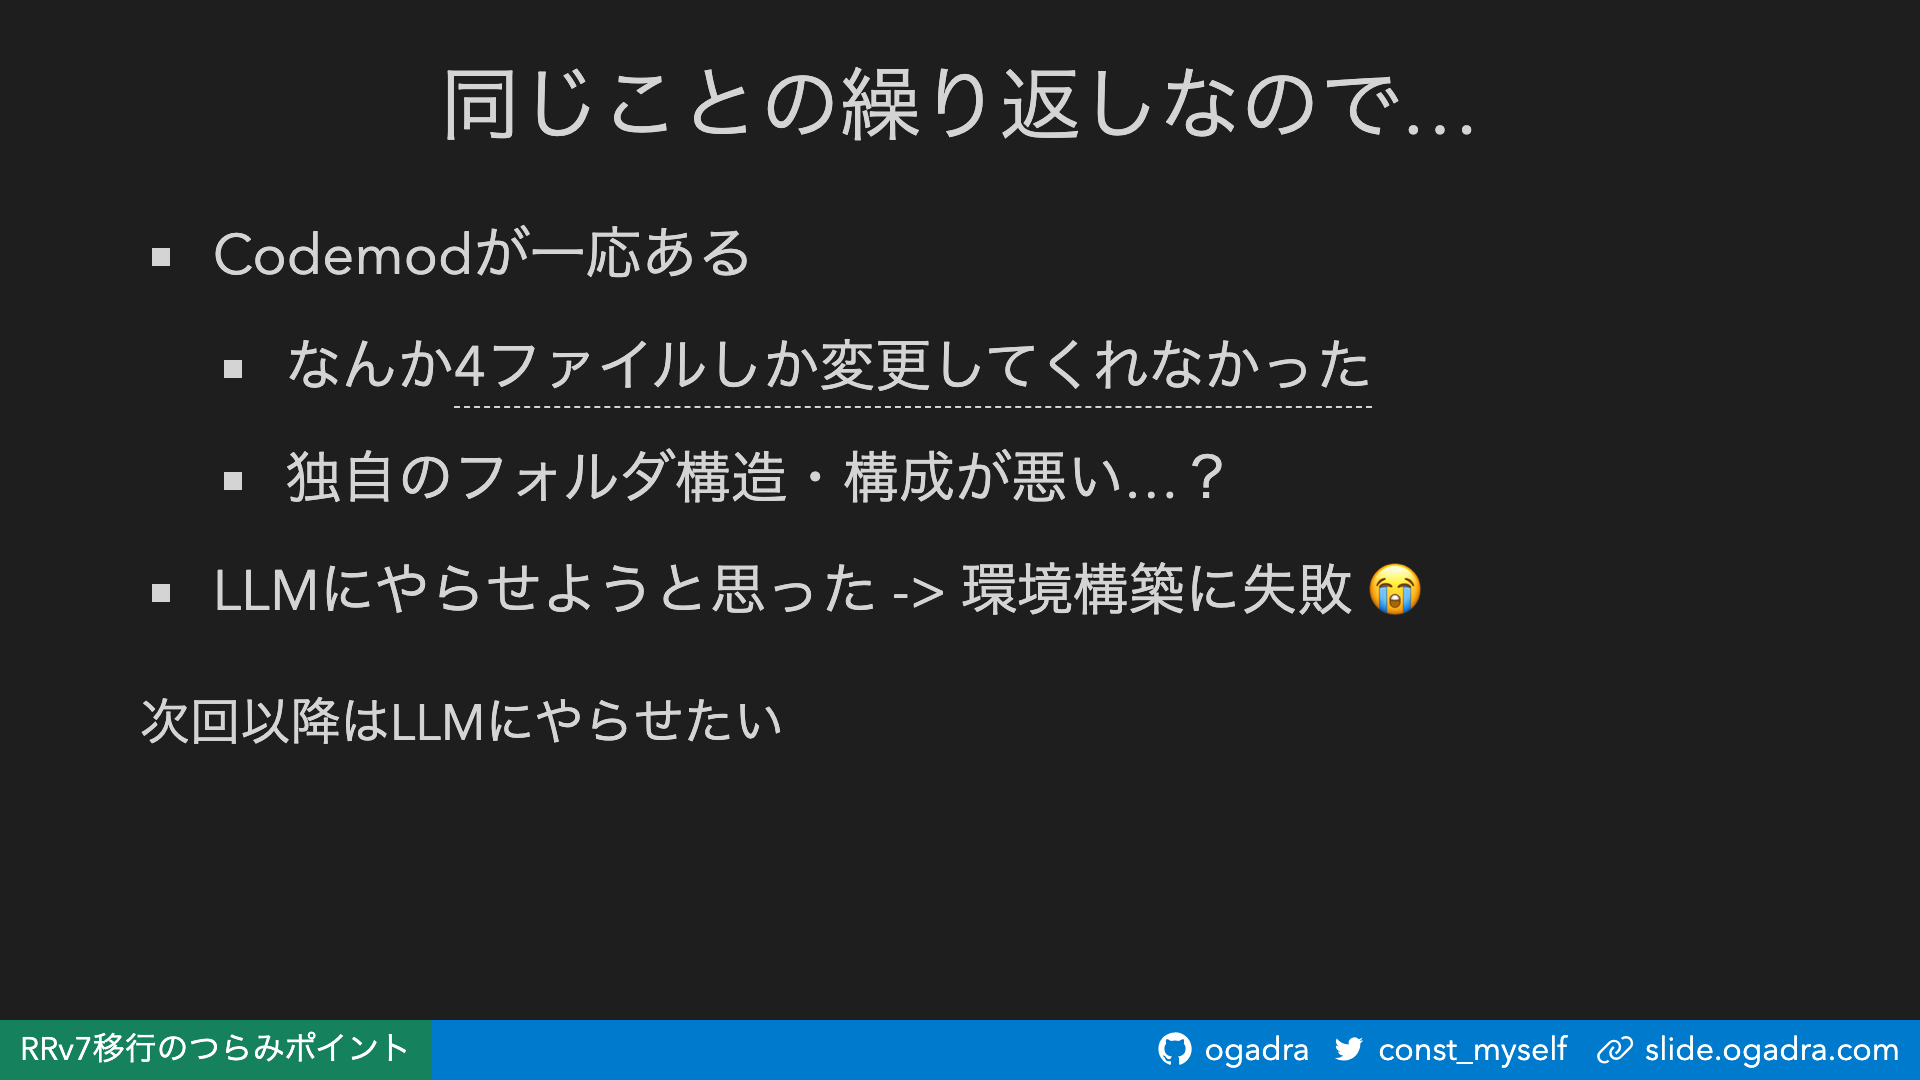 同じことの繰り返しなので…
Codemodが一応ある
なんか4ファイルしか変更してくれなかった
独自のフォルダ構造・構成が悪い…？
LLMにやらせようと思った -> 環境構築に失敗 😭
次回以降はLLMにやらせたい
RRv7移行のつらみポイント
ogadra
const_myself
slide.ogadra.com